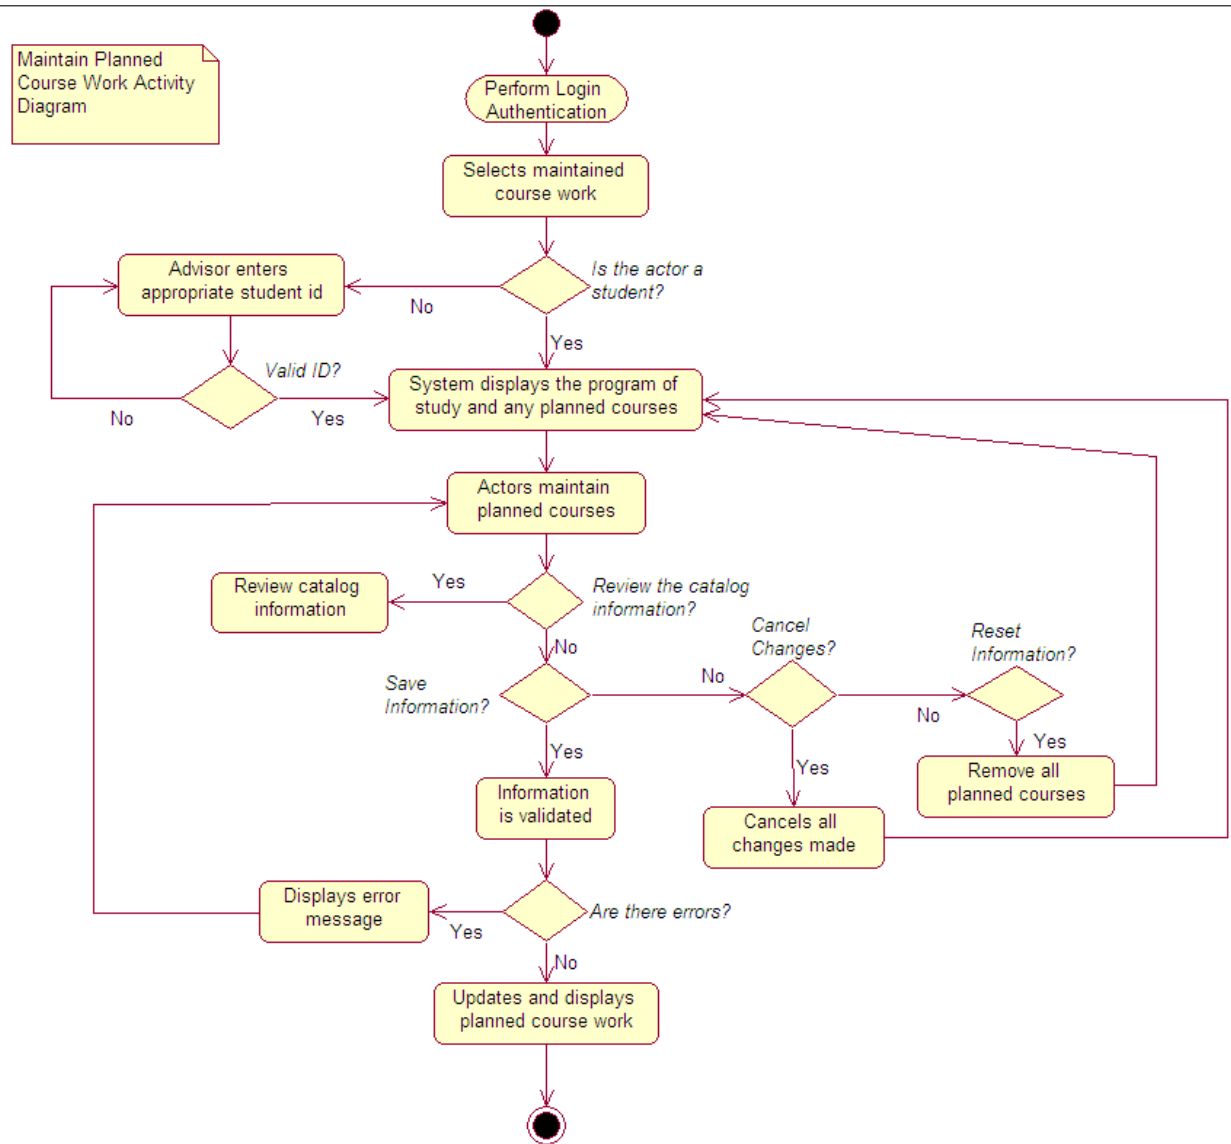 Maintain Planned
Course Work Activity
Diagram
Perform Login
Authentication
Selects maintained
course work
Is the actor a
student?
Advisor enters
appropriate student id
No
Yes
Valid ID?
No
Yes
System displays the program of
study and any planned courses
Actors maintain
planned courses
Review the catalog
information?
Yes
Review catalog
information
No
Save
Information?
No
Cancel
Changes?
No
Reset
Information?
Yes
Yes
Yes
Information
is validated
Cancels all
changes made
Remove all
planned courses
Are there errors?
Yes
Displays error
message
No
Updates and displays
planned course work